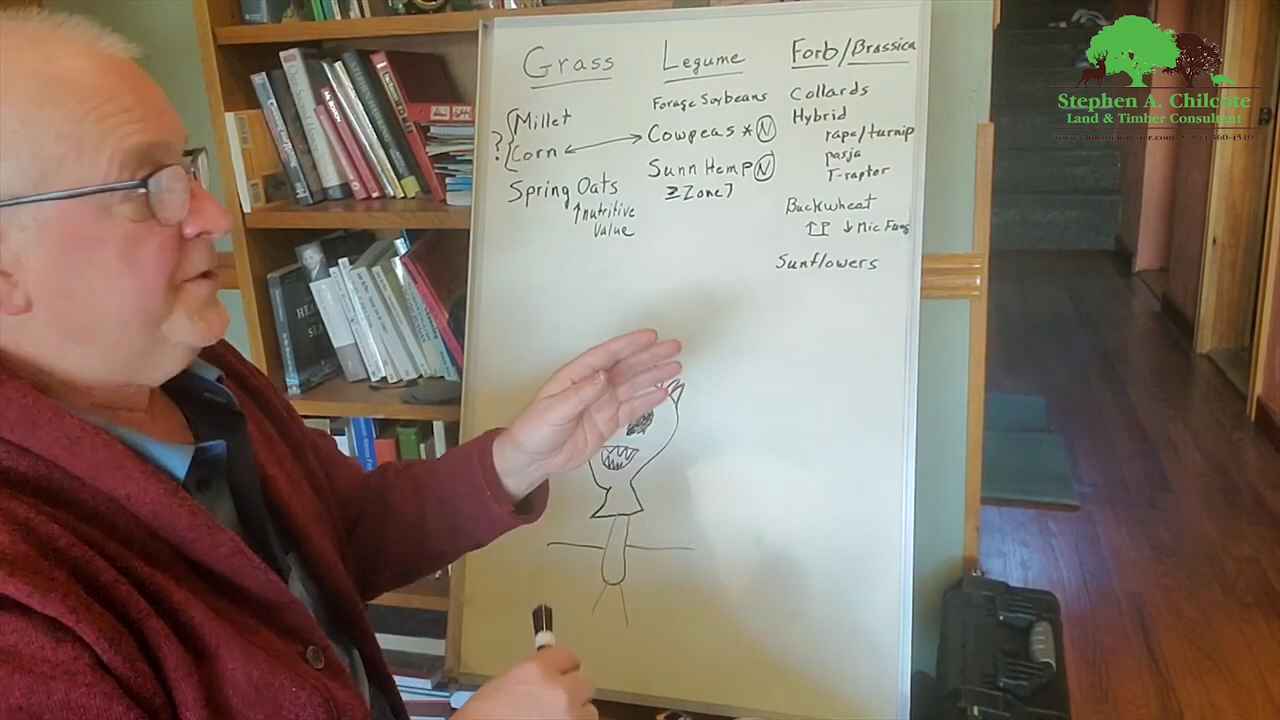 Grass
{Millet
? {Corn
Spring Oats
↑nutritive
Value
Legume
Forage Soybeans
Cowpeas * N
Sunn Hemp N
≥ Zone 7
Forb/Brassica
Collards
Hybrid
rape/turnip
pasja
T-raptor
Buckwheat
↑P ↓Mic Fung
Sunflowers
Stephen A. Chilcote
Land & Timber Consultant